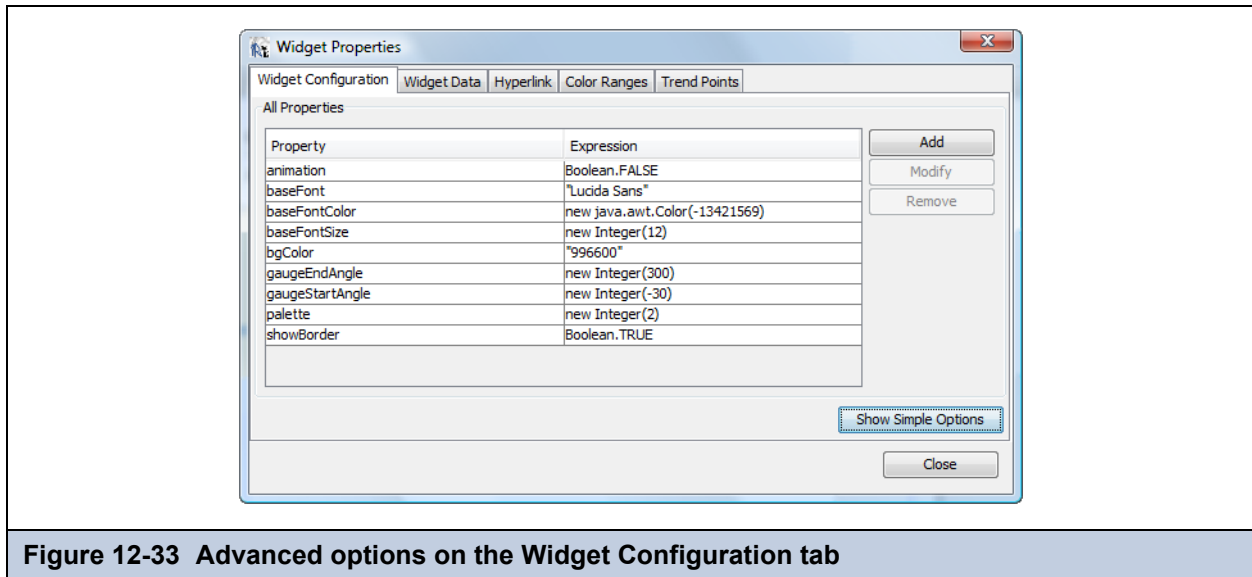 Widget Properties
Widget Configuration Widget Data Hyperlink Color Ranges Trend Points
All Properties
Property Expression Add
animation Boolean.FALSE Modify
baseFont "Lucida Sans" Remove
baseFontColor new java.awt.Color(-13421569)
baseFontSize new Integer(12)
bgColor "996600"
gaugeEndAngle new Integer(300)
gaugeStartAngle new Integer(-30)
palette new Integer(2)
showBorder Boolean.TRUE
Show Simple Options
Close
Figure 12-33 Advanced options on the Widget Configuration tab